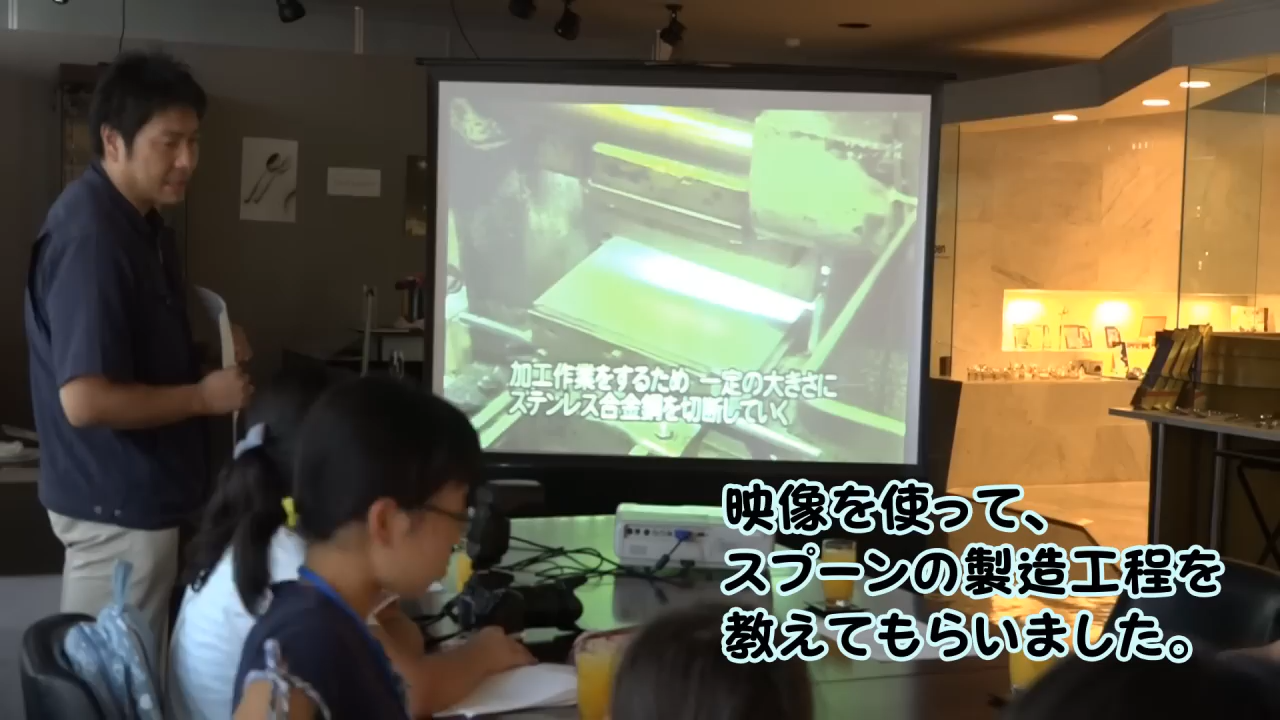 加工作業をするため 一定の大きさに
ステンレス合金鋼を切断していく
映像を使って、
スプーンの製造工程を
教えてもらいました。